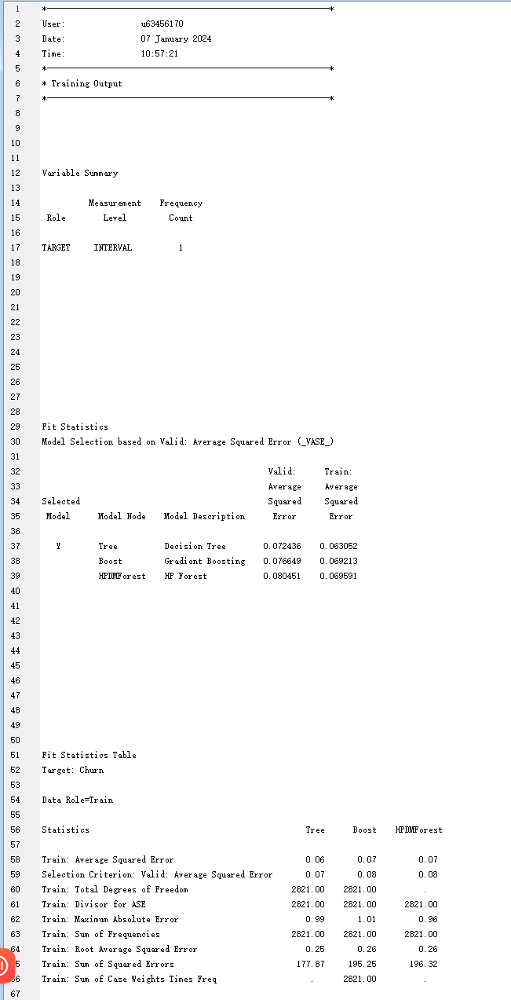 1 *------------------------------------------------------------*
2 User: u63456170
3 Date: 07 January 2024
4 Time: 10:57:21
5 *------------------------------------------------------------*
6 * Training Output
7 *------------------------------------------------------------*
8
9
10
11
12 Variable Summary
13
14 Measurement Frequency
15 Role Level Count
16
17 TARGET INTERVAL 1
18
19
20
21
22
23
24
25
26
27
28
29 Fit Statistics
30 Model Selection based on Valid: Average Squared Error (_VASE_)
31
32 Valid: Train:
33 Average Average
34 Selected Squared Squared
35 Model Model Node Model Description Error Error
36
37 Y Tree Decision Tree 0.072436 0.063052
38 Boost Gradient Boosting 0.076649 0.069213
39 HPDMForest HP Forest 0.080451 0.069591
40
41
42
43
44
45
46
47
48
49
50
51 Fit Statistics Table
52 Target: Churn
53
54 Data Role=Train
55
56 Statistics Tree Boost HPDMForest
57
58 Train: Average Squared Error 0.06 0.07 0.07
59 Selection Criterion: Valid: Average Squared Error 0.07 0.08 0.08
60 Train: Total Degrees of Freedom 2821.00 2821.00 .
61 Train: Divisor for ASE 2821.00 2821.00 2821.00
62 Train: Maximum Absolute Error 0.99 1.01 0.96
63 Train: Sum of Frequencies 2821.00 2821.00 2821.00
64 Train: Root Average Squared Error 0.25 0.26 0.26
5 Train: Sum of Squared Errors 177.87 195.25 196.32
66 Train: Sum of Case Weights Times Freq . 2821.00 .
67